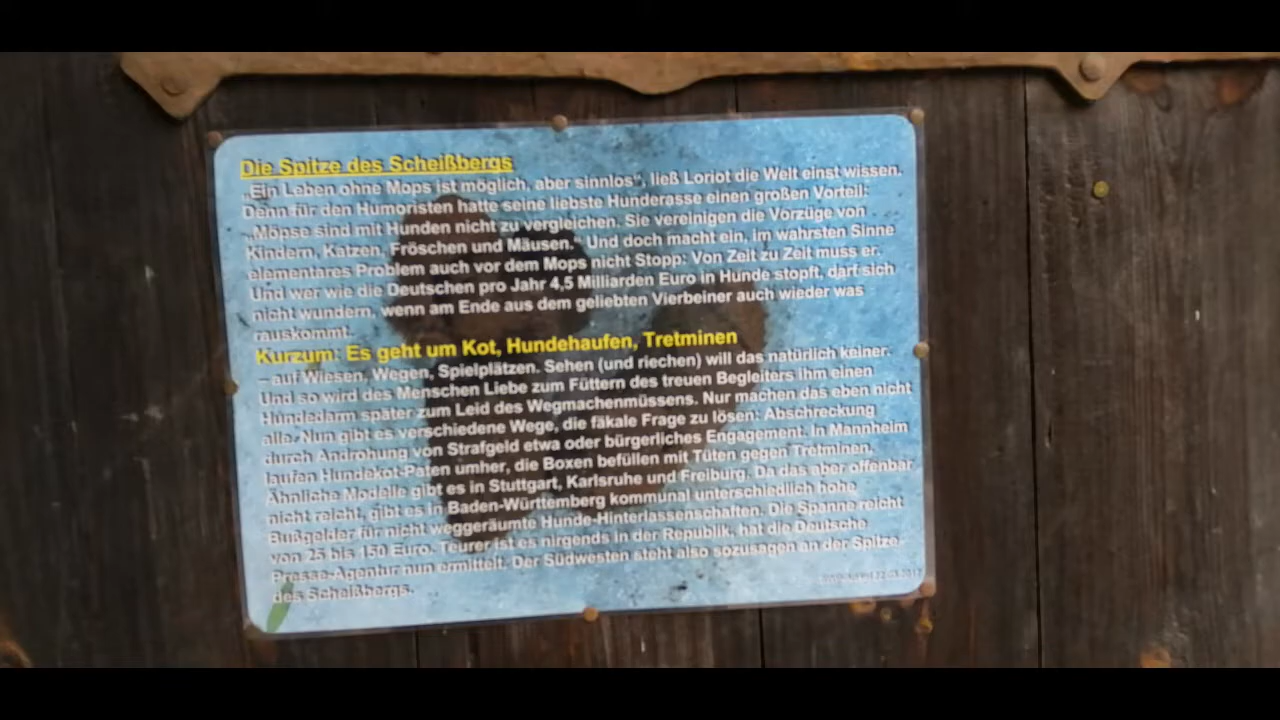 Die Spitze des Scheißbergs
„Ein Leben ohne Mops ist möglich, aber sinnlos“, ließ Loriot die Welt einst wissen.
Denn für den Humoristen hatte seine liebste Hunderasse einen großen Vorteil:
„Möpse sind mit Hunden nicht zu vergleichen. Sie vereinigen die Vorzüge von
Kindern, Katzen, Fröschen und Mäusen.“ Und doch macht ein, im wahrsten Sinne
elementares Problem auch vor dem Mops nicht Stopp: Von Zeit zu Zeit muss er.
Und wer wie die Deutschen pro Jahr 4,5 Milliarden Euro in Hunde stopft, darf sich
nicht wundern, wenn am Ende aus dem geliebten Vierbeiner auch wieder was
rauskommt.
Kurzum: Es geht um Kot, Hundehaufen, Tretminen
– auf Wiesen, Wegen, Spielplätzen. Sehen (und riechen) will das natürlich keiner.
Und so wird des Menschen Liebe zum Füttern des treuen Begleiters ihm einen
Hundedarm später zum Leid des Wegmachenmüssens. Nur machen das eben nicht
alle. Nun gibt es verschiedene Wege, die fäkale Frage zu lösen: Abschreckung
durch Androhung von Strafgeld etwa oder bürgerliches Engagement. In Mannheim
laufen Hundekot-Paten umher, die Boxen befüllen mit Tüten gegen Tretminen.
Ähnliche Modelle gibt es in Stuttgart, Karlsruhe und Freiburg. Da das aber offenbar
nicht reicht, gibt es in Baden-Württemberg kommunal unterschiedlich hohe
Bußgelder für nicht weggeräumte Hunde-Hinterlassenschaften. Die Spanne reicht
von 25 bis 150 Euro. Teurer ist es nirgends in der Republik, hat die Deutsche
Presse-Agentur nun ermittelt. Der Südwesten steht also sozusagen an der Spitze
des Scheißbergs.